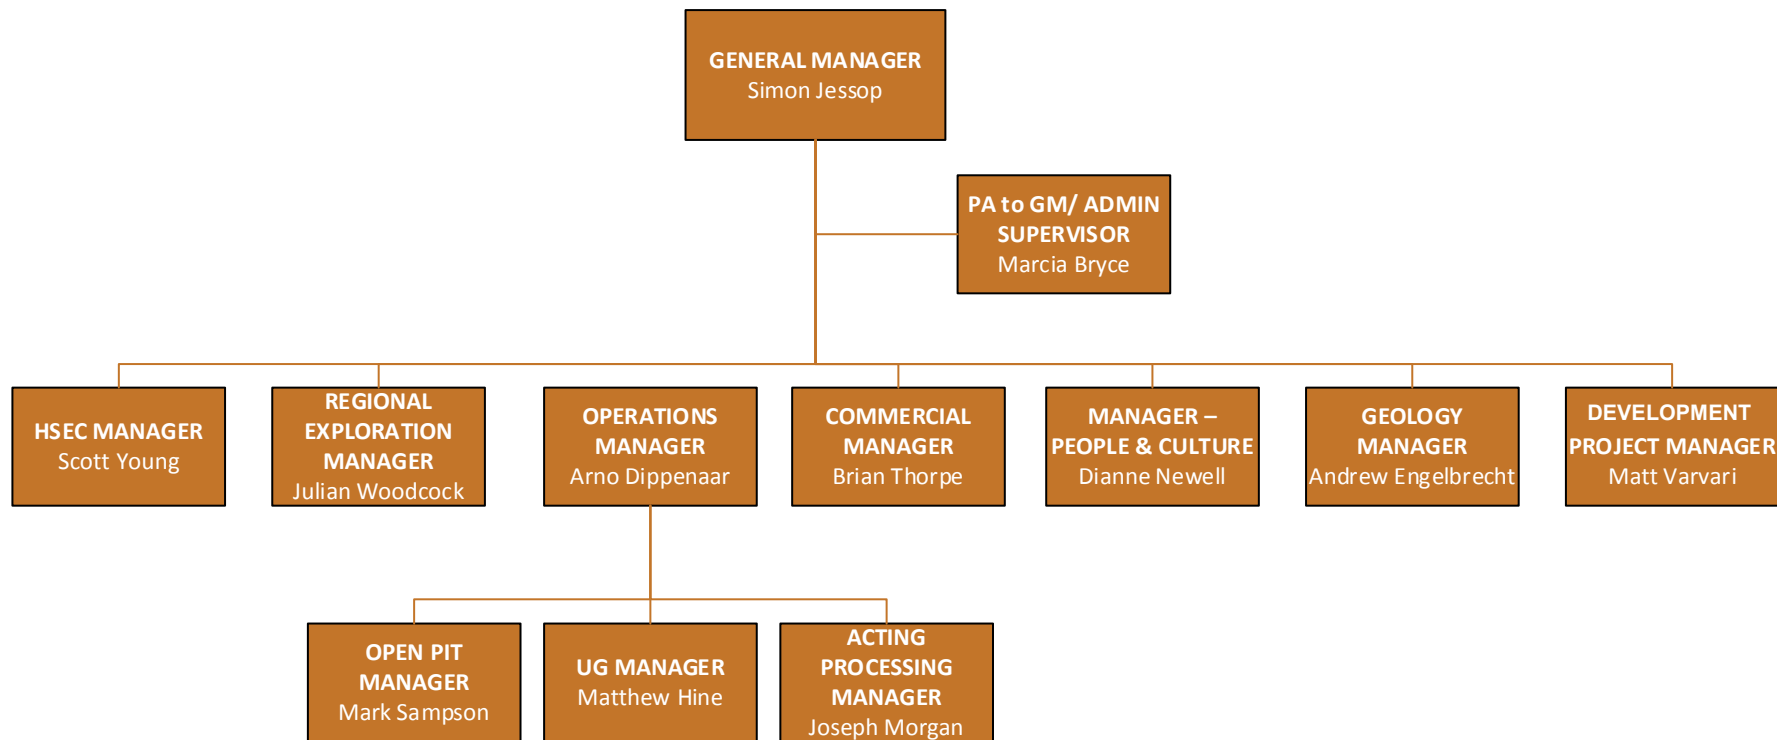 GENERAL MANAGER
Simon Jessop
PA to GM/ ADMIN
SUPERVISOR
Marcia Bryce
HSEC MANAGER
Scott Young
REGIONAL
EXPLORATION
MANAGER
Julian Woodcock
OPERATIONS
MANAGER
Arno Dippenaar
COMMERCIAL
MANAGER
Brian Thorpe
MANAGER –
PEOPLE & CULTURE
Dianne Newell
GEOLOGY
MANAGER
Andrew Engelbrecht
DEVELOPMENT
PROJECT MANAGER
Matt Varvari
OPEN PIT
MANAGER
Mark Sampson
UG MANAGER
Matthew Hine
ACTING
PROCESSING
MANAGER
Joseph Morgan